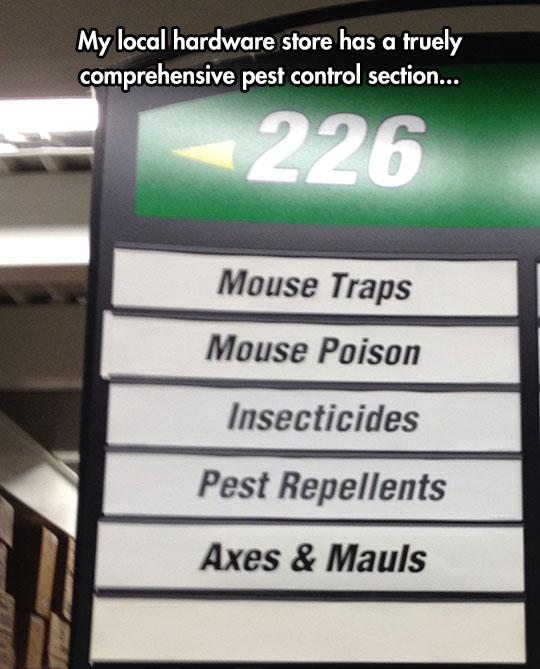 My local hardware store has a truely
comprehensive pest control section...
226
Mouse Traps
Mouse Poison
Insecticides
Pest Repellents
Axes & Mauls